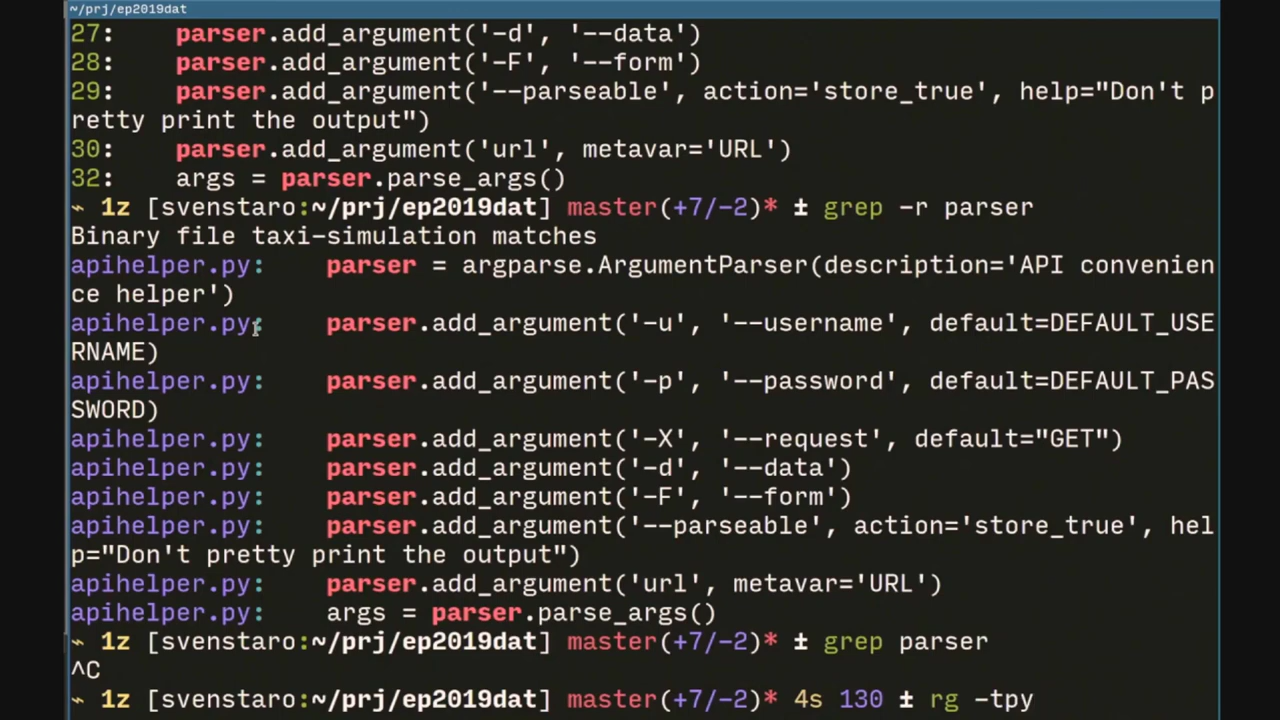 ~/prj/ep2019dat
27:    parser.add_argument('-d', '--data')
28:    parser.add_argument('-F', '--form')
29:    parser.add_argument('--parseable', action='store_true', help="Don't p
retty print the output")
30:    parser.add_argument('url', metavar='URL')
32:    args = parser.parse_args()
~ 1z [svenstaro:~/prj/ep2019dat] master(+7/-2)* ± grep -r parser
Binary file taxi-simulation matches
apihelper.py:    parser = argparse.ArgumentParser(description='API convenien
ce helper')
apihelper.py:    parser.add_argument('-u', '--username', default=DEFAULT_USE
RNAME)
apihelper.py:    parser.add_argument('-p', '--password', default=DEFAULT_PAS
SWORD)
apihelper.py:    parser.add_argument('-X', '--request', default="GET")
apihelper.py:    parser.add_argument('-d', '--data')
apihelper.py:    parser.add_argument('-F', '--form')
apihelper.py:    parser.add_argument('--parseable', action='store_true', hel
p="Don't pretty print the output")
apihelper.py:    parser.add_argument('url', metavar='URL')
apihelper.py:    args = parser.parse_args()
~ 1z [svenstaro:~/prj/ep2019dat] master(+7/-2)* ± grep parser
^C
~ 1z [svenstaro:~/prj/ep2019dat] master(+7/-2)* 4s 130 ± rg -tpy